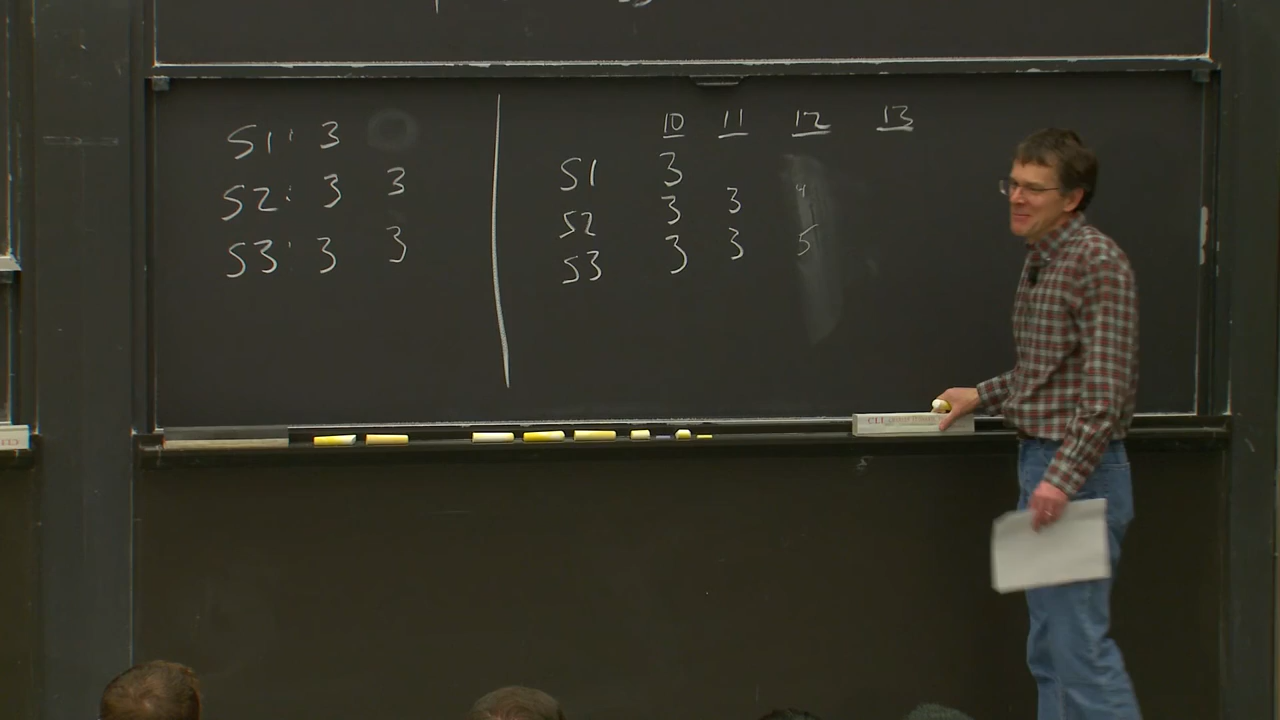 S1: 3
S2: 3 3
S3: 3 3
10 11 12 13
S1 3
S2 3 3 4
S3 3 3 5